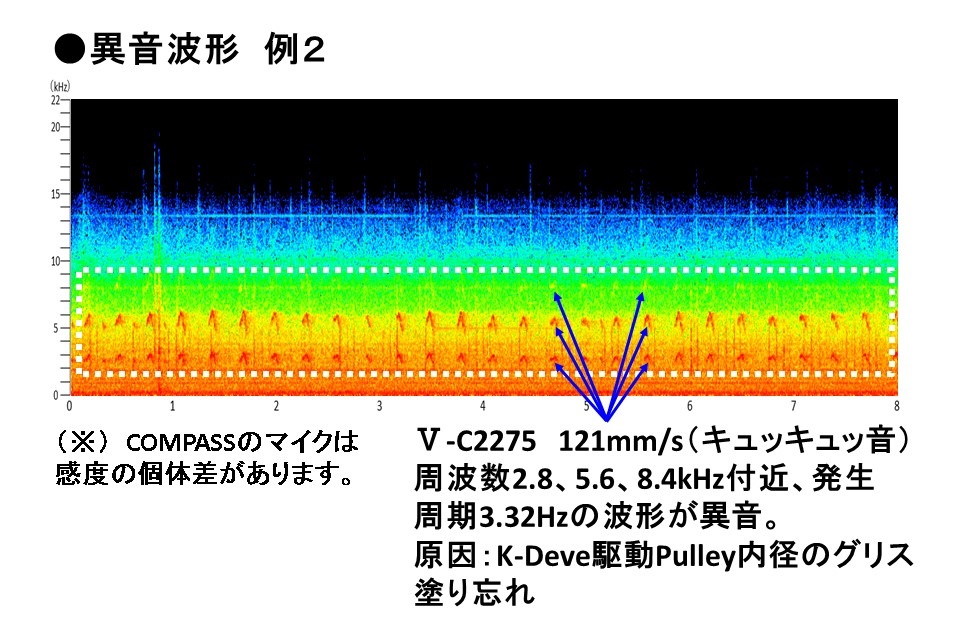 ●異音波形 例２
(kHz)
22
20
15
10
5
0
0 1 2 3 4 5 6 7 8
（※） COMPASSのマイクは
感度の個体差があります。
Ⅴ-C2275 121mm/s（キュッキュッ音）
周波数2.8、5.6、8.4kHz付近、発生
周期3.32Hzの波形が異音。
原因：K-Deve駆動Pulley内径のグリス
塗り忘れ